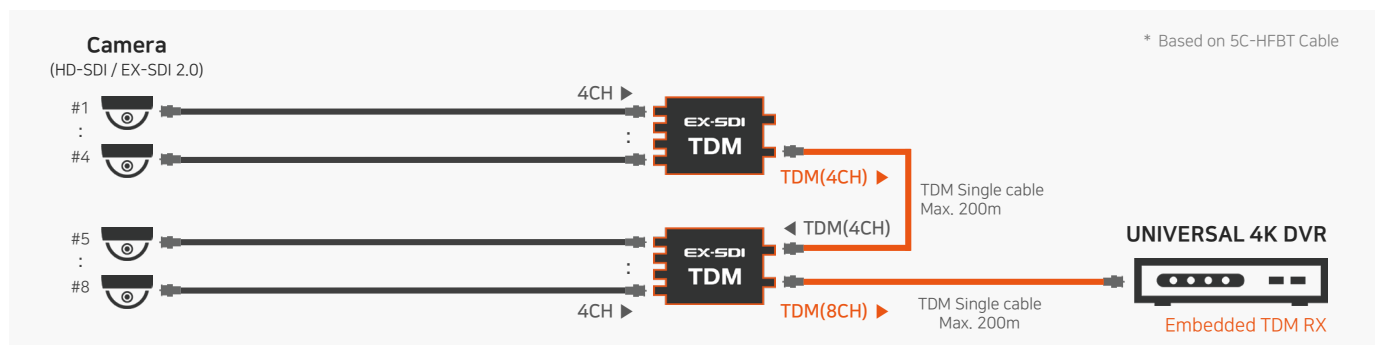 Camera
(HD-SDI / EX-SDI 2.0)
* Based on 5C-HFBT Cable
#1
:
#4
4CH ▶
:
EX-SDI
TDM
TDM(4CH) ▶
TDM Single cable
Max. 200m
#5
:
#8
◀ TDM(4CH)
:
4CH ▶
EX-SDI
TDM
TDM(8CH) ▶
TDM Single cable
Max. 200m
UNIVERSAL 4K DVR
Embedded TDM RX